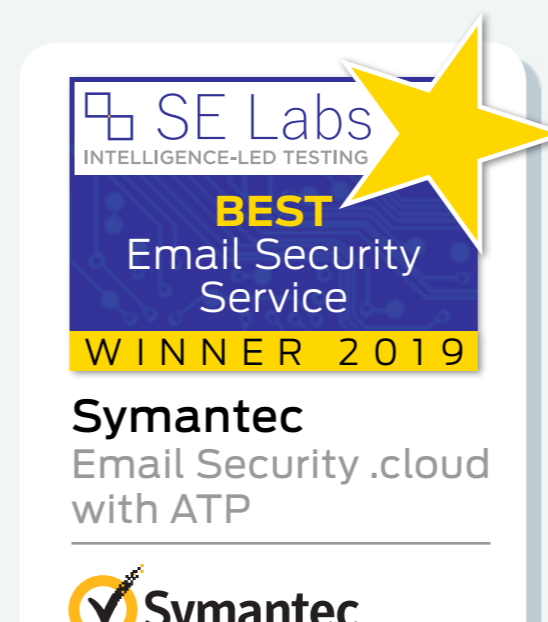 SE Labs
INTELLIGENCE-LED TESTING
BEST
Email Security
Service
WINNER 2019
Symantec
Email Security .cloud
with ATP
Symantec